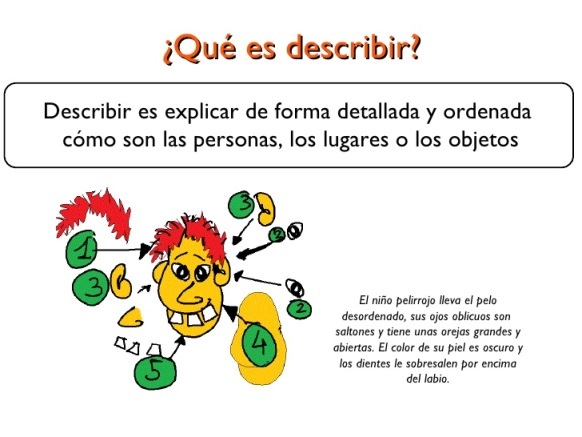 ¿Qué es describir?
Describir es explicar de forma detallada y ordenada
cómo son las personas, los lugares o los objetos
3
2
1
3
2
4
5
El niño pelirrojo lleva el pelo
desordenado, sus ojos oblicuos son
saltones y tiene unas orejas grandes y
abiertas. El color de su piel es oscuro y
los dientes le sobresalen por encima
del labio.